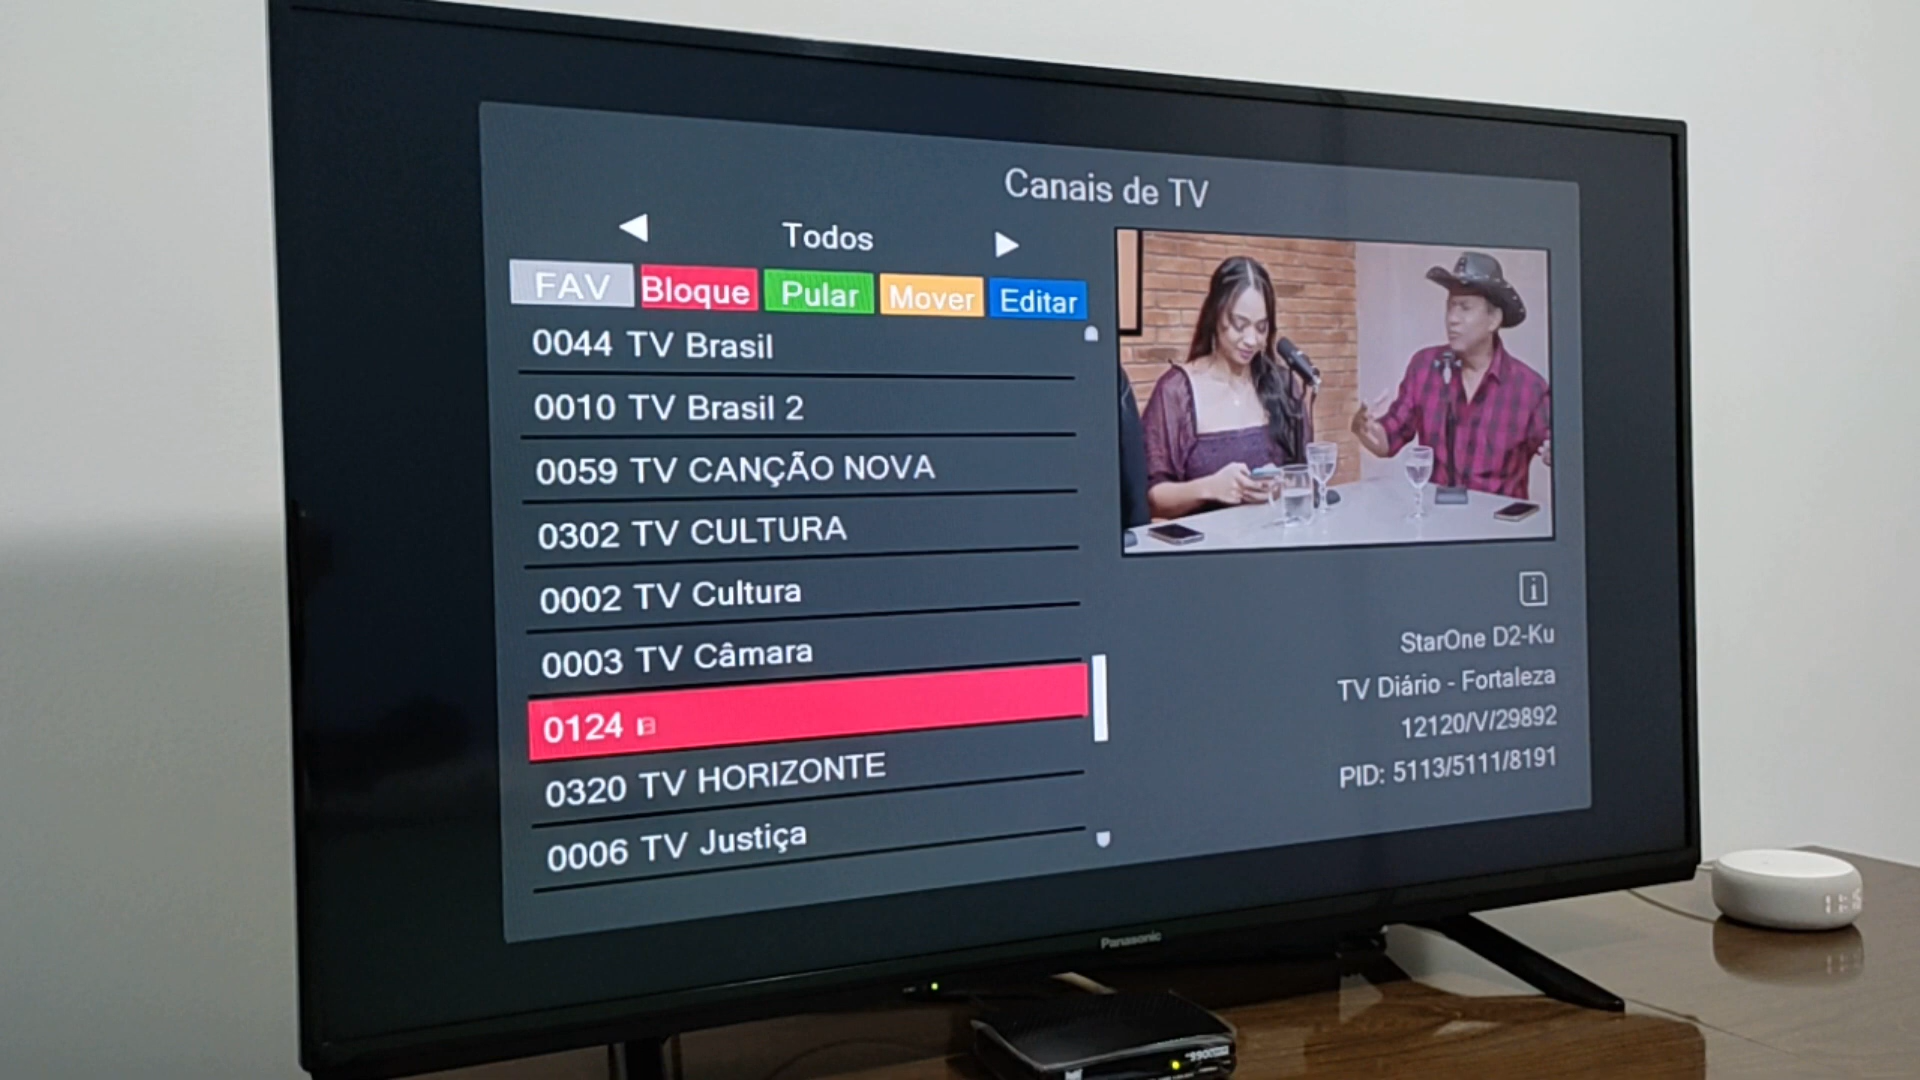 Canais de TV
Todos
FAV Bloque Pular Mover Editar
0044 TV Brasil
0010 TV Brasil 2
0059 TV CANÇÃO NOVA
0302 TV CULTURA
0002 TV Cultura
0003 TV Câmara
0124
0320 TV HORIZONTE
0006 TV Justiça
i
StarOne D2-Ku
TV Diário - Fortaleza
12120/V/29892
PID: 5113/5111/8191
Panasonic